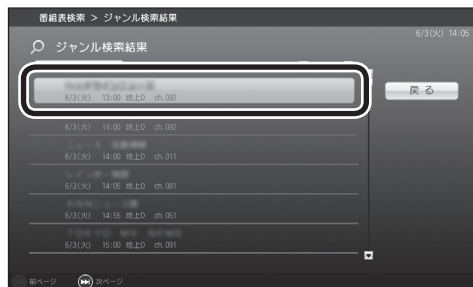 番組表検索 > ジャンル検索結果
6/3(火) 14:05
ジャンル検索結果
戻る
6/3(火) 13:00 地上D ch.092
6/3(火) 14:00 地上D ch.092
6/3(火) 14:00 地上D ch.011
6/3(火) 14:05 地上D ch.081
6/3(火) 14:55 地上D ch.051
6/3(火) 15:00 地上D ch.091
前ページ 次ページ